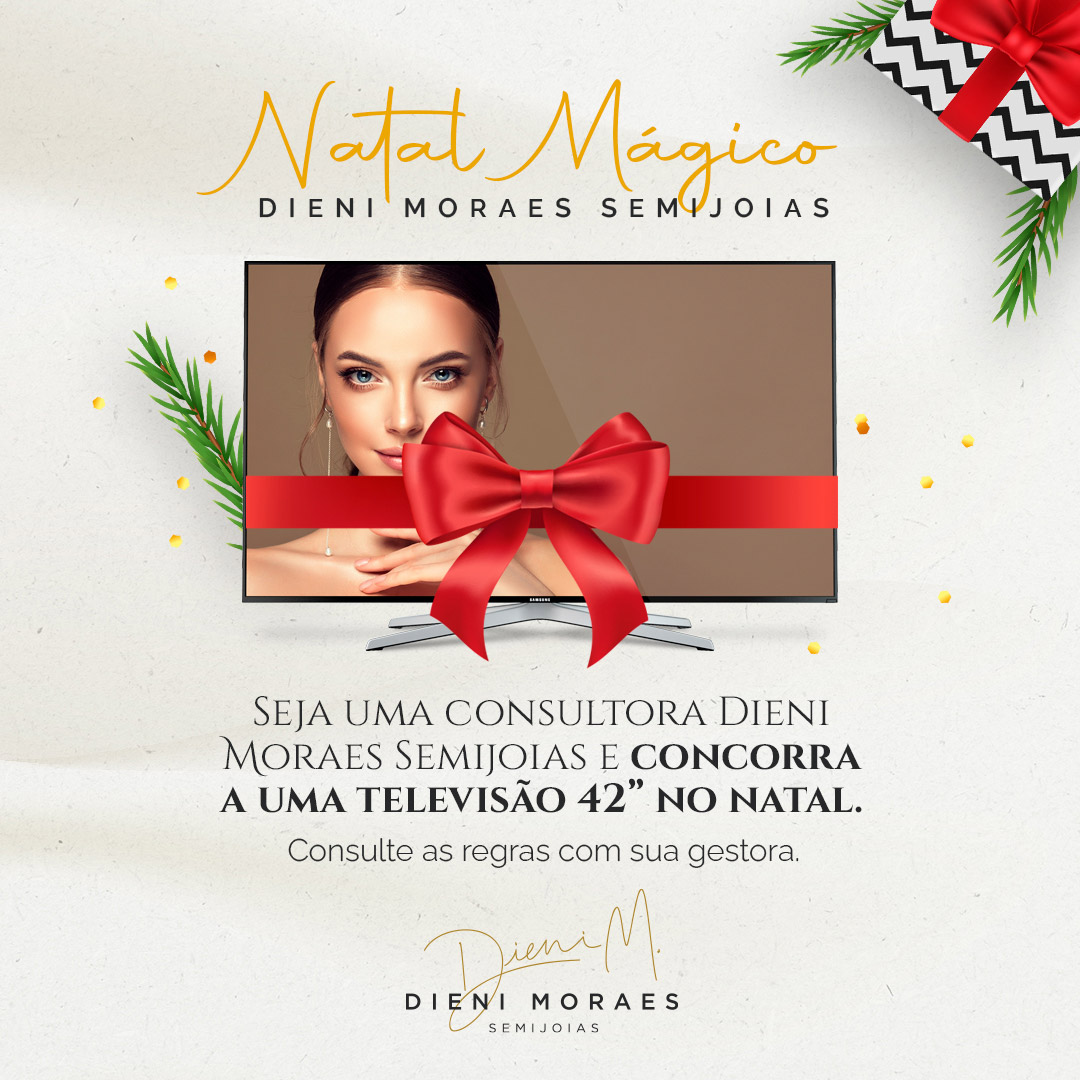 Natal Mágico
DIENI MORAES SEMIJOIAS
SAMSUNG
SEJA UMA CONSULTORA DIENI
MORAES SEMIJOIAS E CONCORRA
A UMA TELEVISÃO 42” NO NATAL.
Consulte as regras com sua gestora.
Dieni M.
DIENI MORAES
SEMIJOIAS